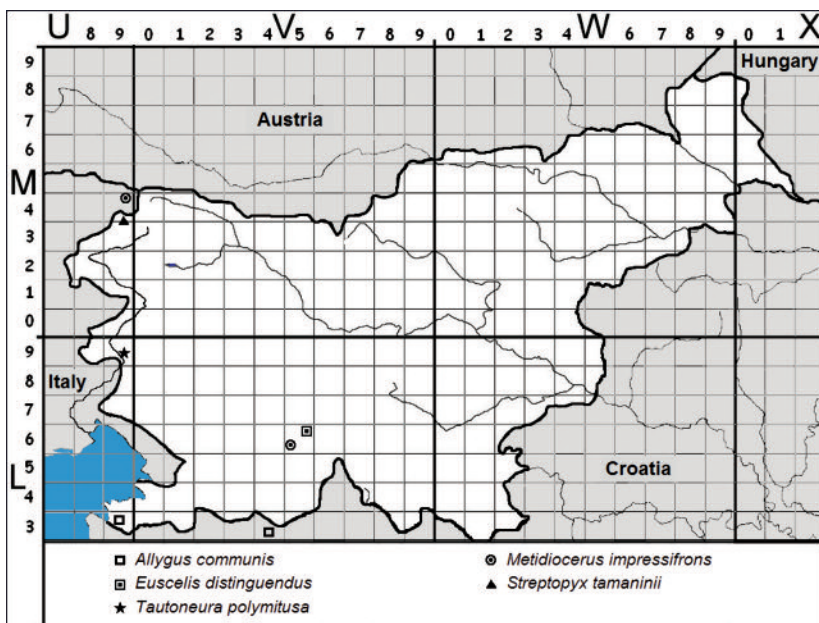 U 8 9 0 1 2 3 4 V 5 6 7 8 9 0 1 2 3 4 W 6 7 8 9 0 1 X
9 Hungary
8
7 Austria
6
M
4
3
2
1
0
9
8 Italy
7
6
5 Croatia
L
4
3
Allygus communis Metidiocerus impressifrons
Euscelis distinguendus Streptopyx tamaninii
Tautoneura polymitusa